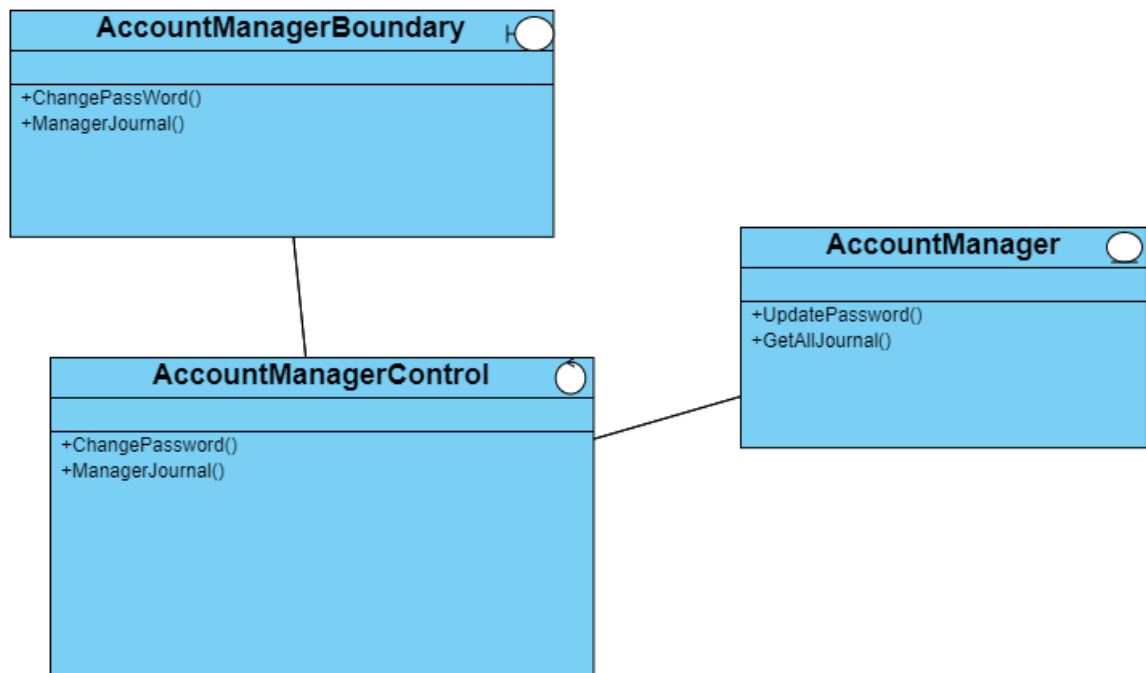 AccountManagerBoundary
+ChangePassWord()
+ManagerJournal()
AccountManager
+UpdatePassword()
+GetAllJournal()
AccountManagerControl
+ChangePassword()
+ManagerJournal()